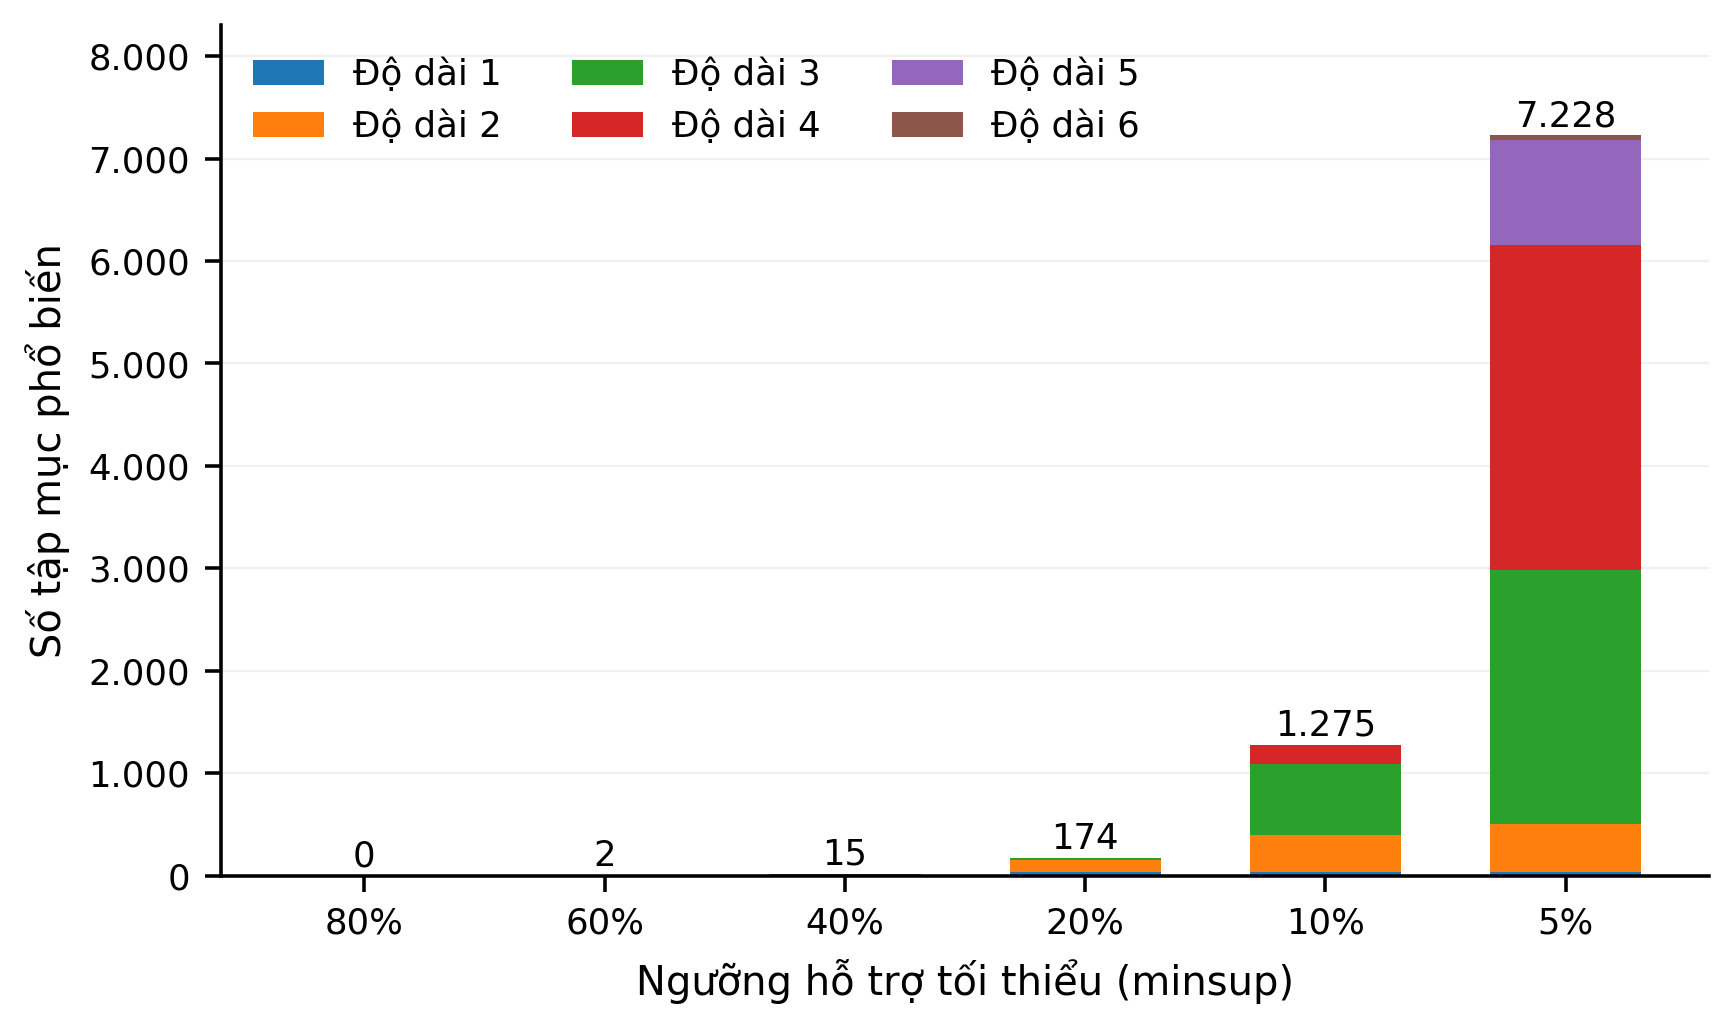 8.000
7.000
6.000
5.000
4.000
3.000
2.000
1.000
0
Số tập mục phổ biến
Độ dài 1
Độ dài 2
Độ dài 3
Độ dài 4
Độ dài 5
Độ dài 6
0
2
15
174
1.275
7.228
80%
60%
40%
20%
10%
5%
Ngưỡng hỗ trợ tối thiểu (minsup)